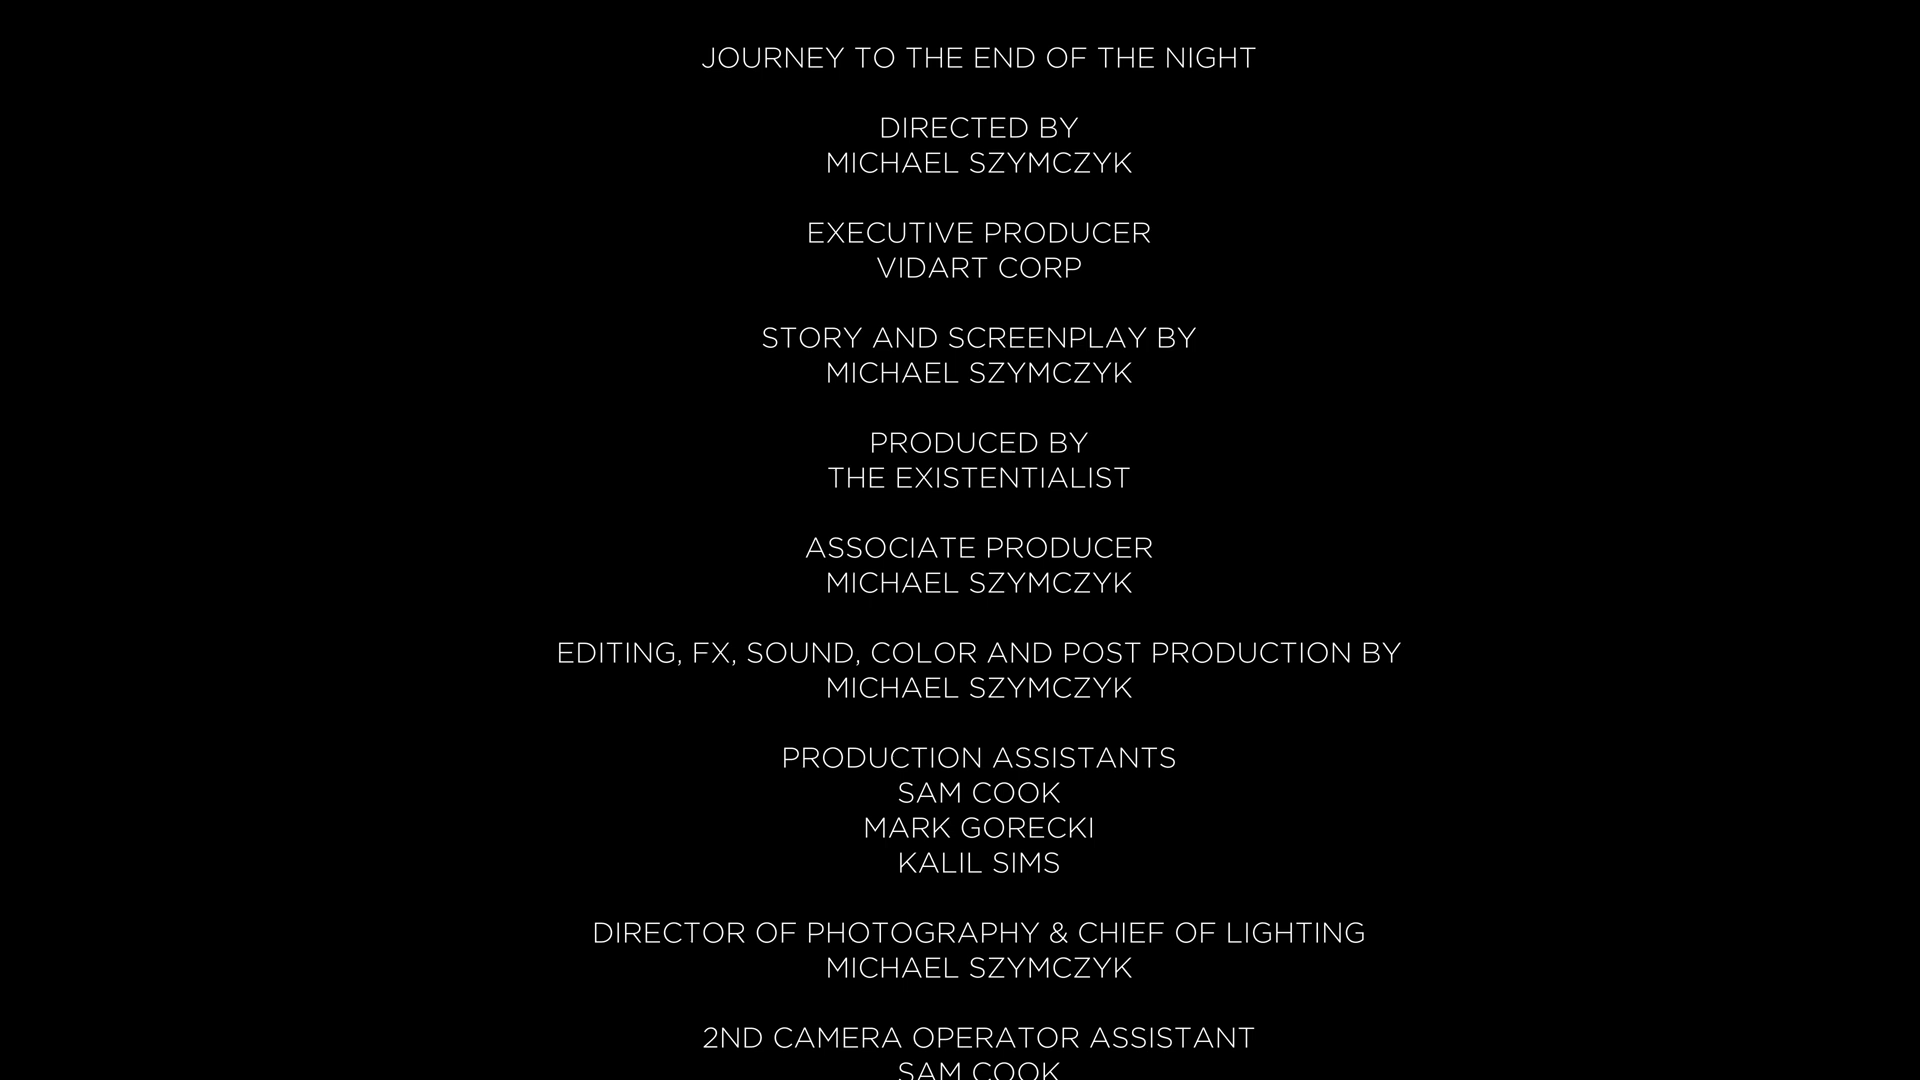 JOURNEY TO THE END OF THE NIGHT
DIRECTED BY
MICHAEL SZYMCZYK
EXECUTIVE PRODUCER
VIDART CORP
STORY AND SCREENPLAY BY
MICHAEL SZYMCZYK
PRODUCED BY
THE EXISTENTIALIST
ASSOCIATE PRODUCER
MICHAEL SZYMCZYK
EDITING, FX, SOUND, COLOR AND POST PRODUCTION BY
MICHAEL SZYMCZYK
PRODUCTION ASSISTANTS
SAM COOK
MARK GORECKI
KALIL SIMS
DIRECTOR OF PHOTOGRAPHY & CHIEF OF LIGHTING
MICHAEL SZYMCZYK
2ND CAMERA OPERATOR ASSISTANT
SAM COOK